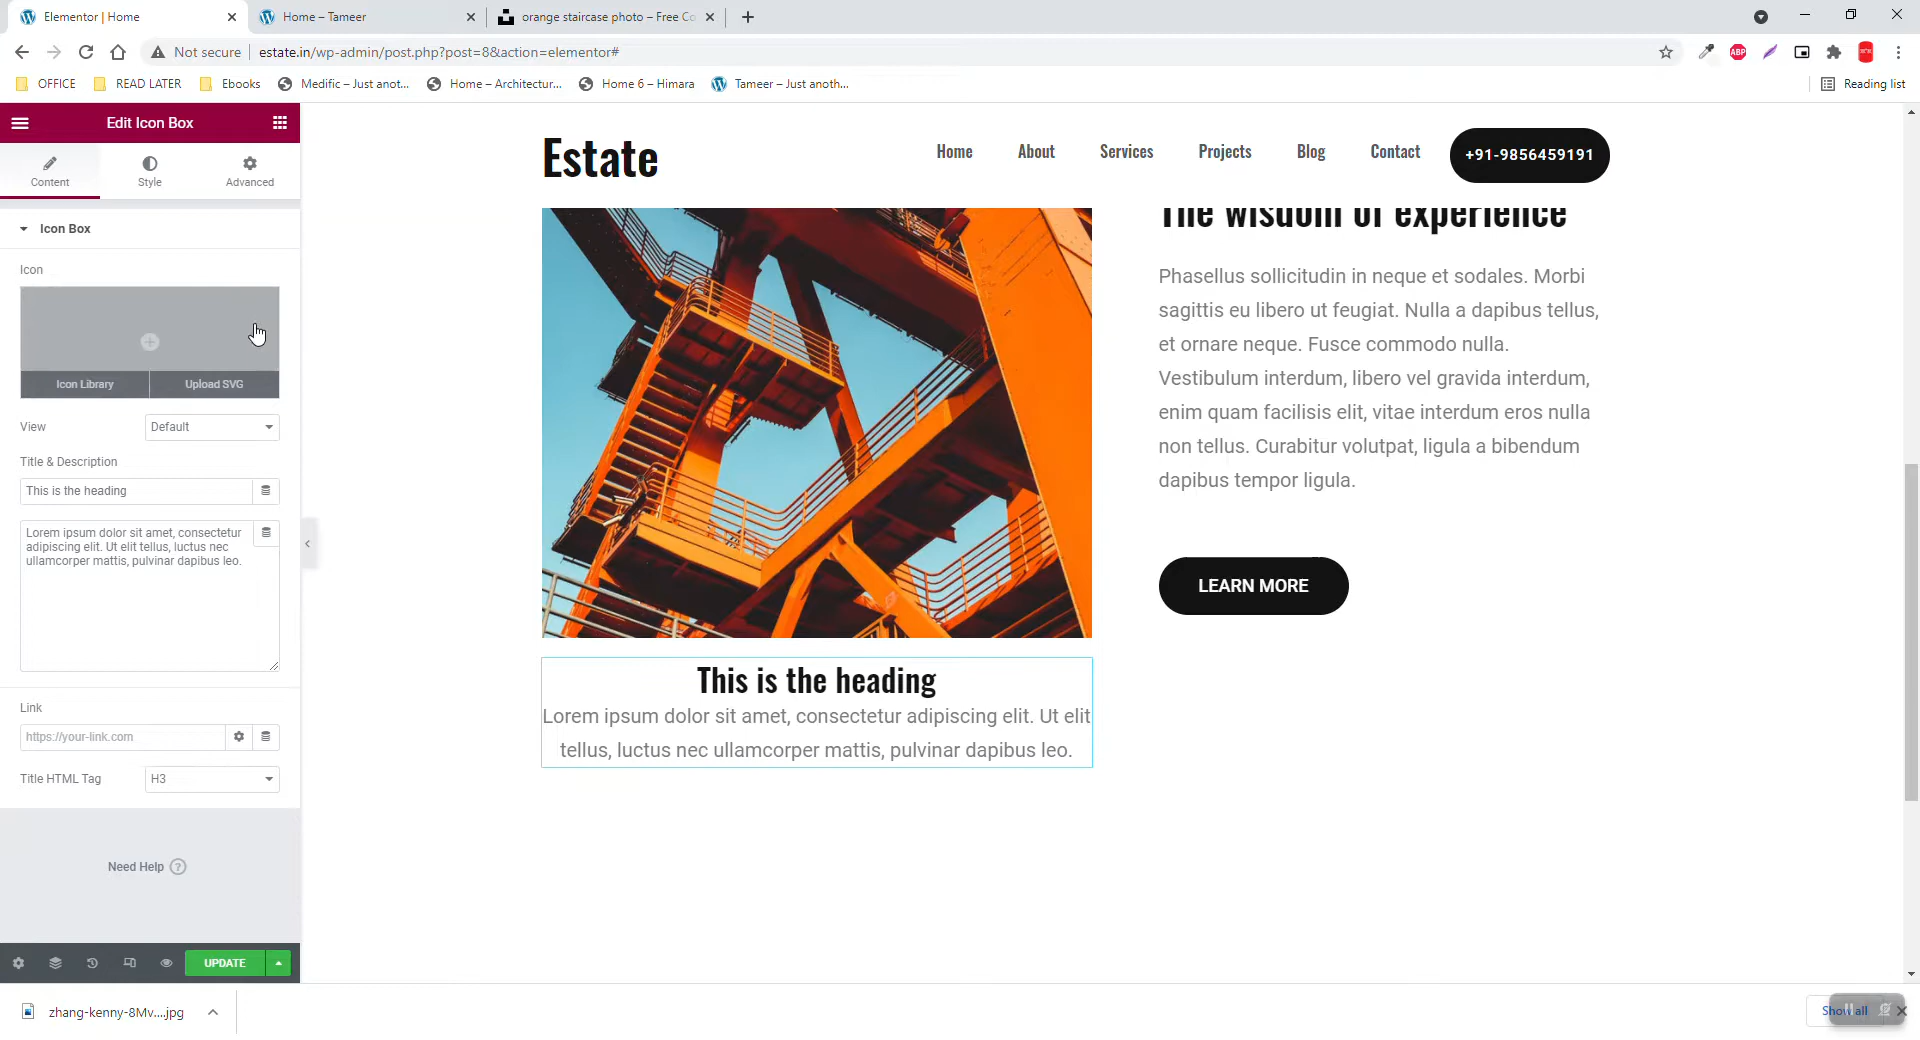 Elementor | Home
Home – Tameer
orange staircase photo – Free Co
Not secure
estate.in/wp-admin/post.php?post=8&action=elementor#
ABP
OFFICE
READ LATER
Ebooks
Medific – Just anot...
Home – Architectur...
Home 6 – Himara
Tameer – Just anoth...
Reading list
Edit Icon Box
Content
Style
Advanced
Icon Box
Icon
Icon Library
Upload SVG
View
Default
Title & Description
This is the heading
Lorem ipsum dolor sit amet, consectetur
adipiscing elit. Ut elit tellus, luctus nec
ullamcorper mattis, pulvinar dapibus leo.
Link
https://your-link.com
Title HTML Tag
H3
Need Help ?
UPDATE
Estate
Home
About
Services
Projects
Blog
Contact
+91-9856459191
The wisdom of experience
Phasellus sollicitudin in neque et sodales. Morbi
sagittis eu libero ut feugiat. Nulla a dapibus tellus,
et ornare neque. Fusce commodo nulla.
Vestibulum interdum, libero vel gravida interdum,
enim quam facilisis elit, vitae interdum eros nulla
non tellus. Curabitur volutpat, ligula a bibendum
dapibus tempor ligula.
LEARN MORE
This is the heading
Lorem ipsum dolor sit amet, consectetur adipiscing elit. Ut elit
tellus, luctus nec ullamcorper mattis, pulvinar dapibus leo.
zhang-kenny-8Mv....jpg
Show all